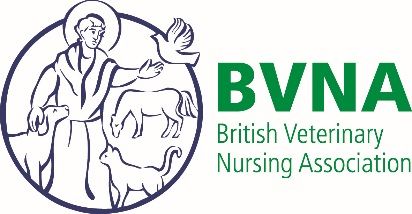 BVNA
British Veterinary
Nursing Association